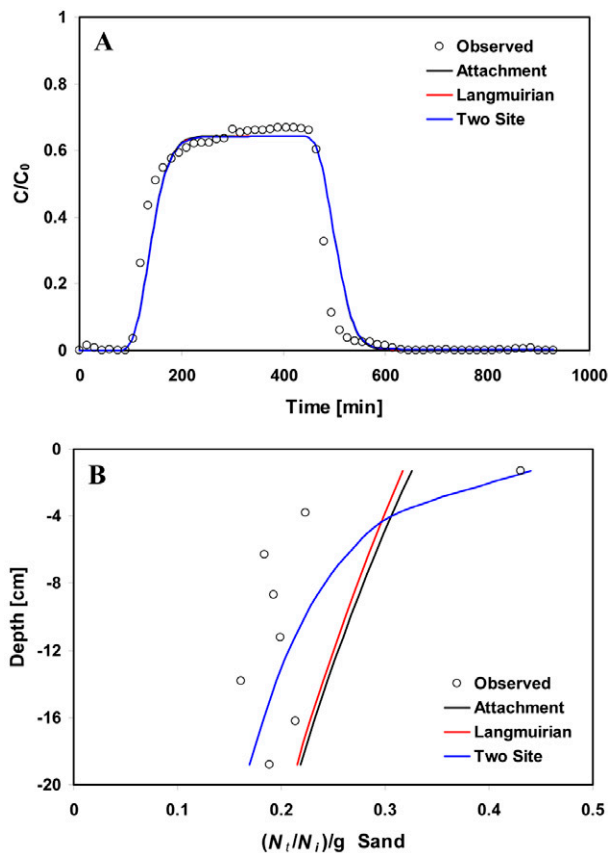 A
Observed
Attachment
Langmuirian
Two Site
1
0.8
0.6
0.4
0.2
0
C/C0
0 200 400 600 800 1000
Time [min]
B
0
-4
-8
-12
-16
-20
Depth [cm]
Observed
Attachment
Langmuirian
Two Site
0 0.1 0.2 0.3 0.4 0.5
(Nt/Ni)/g Sand